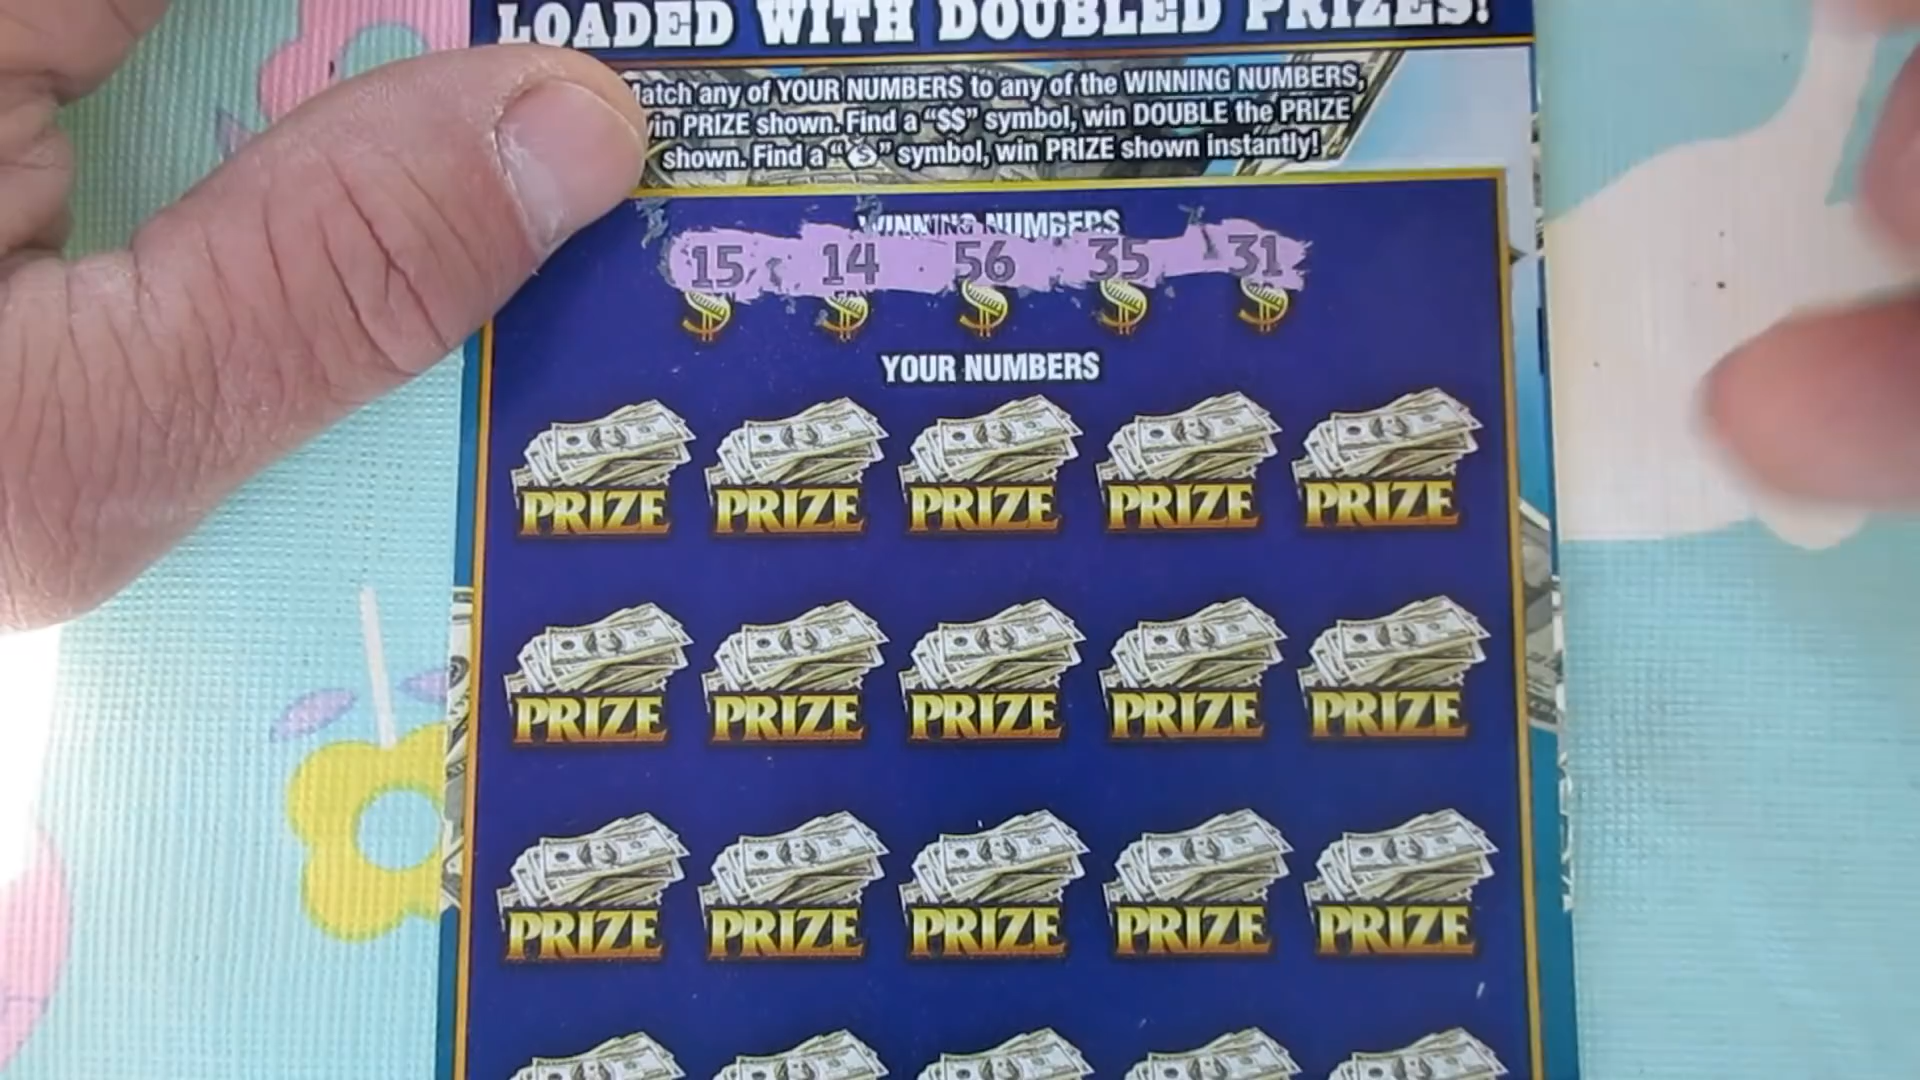 LOADED WITH DOUBLED PRIZES!
Match any of YOUR NUMBERS to any of the WINNING NUMBERS,
win PRIZE shown. Find a "$$" symbol, win DOUBLE the PRIZE
shown. Find a " " symbol, win PRIZE shown instantly!
WINNING NUMBERS
15 14 56 35 31
$ $ $ $ $
YOUR NUMBERS
PRIZE PRIZE PRIZE PRIZE PRIZE
PRIZE PRIZE PRIZE PRIZE PRIZE
PRIZE PRIZE PRIZE PRIZE PRIZE